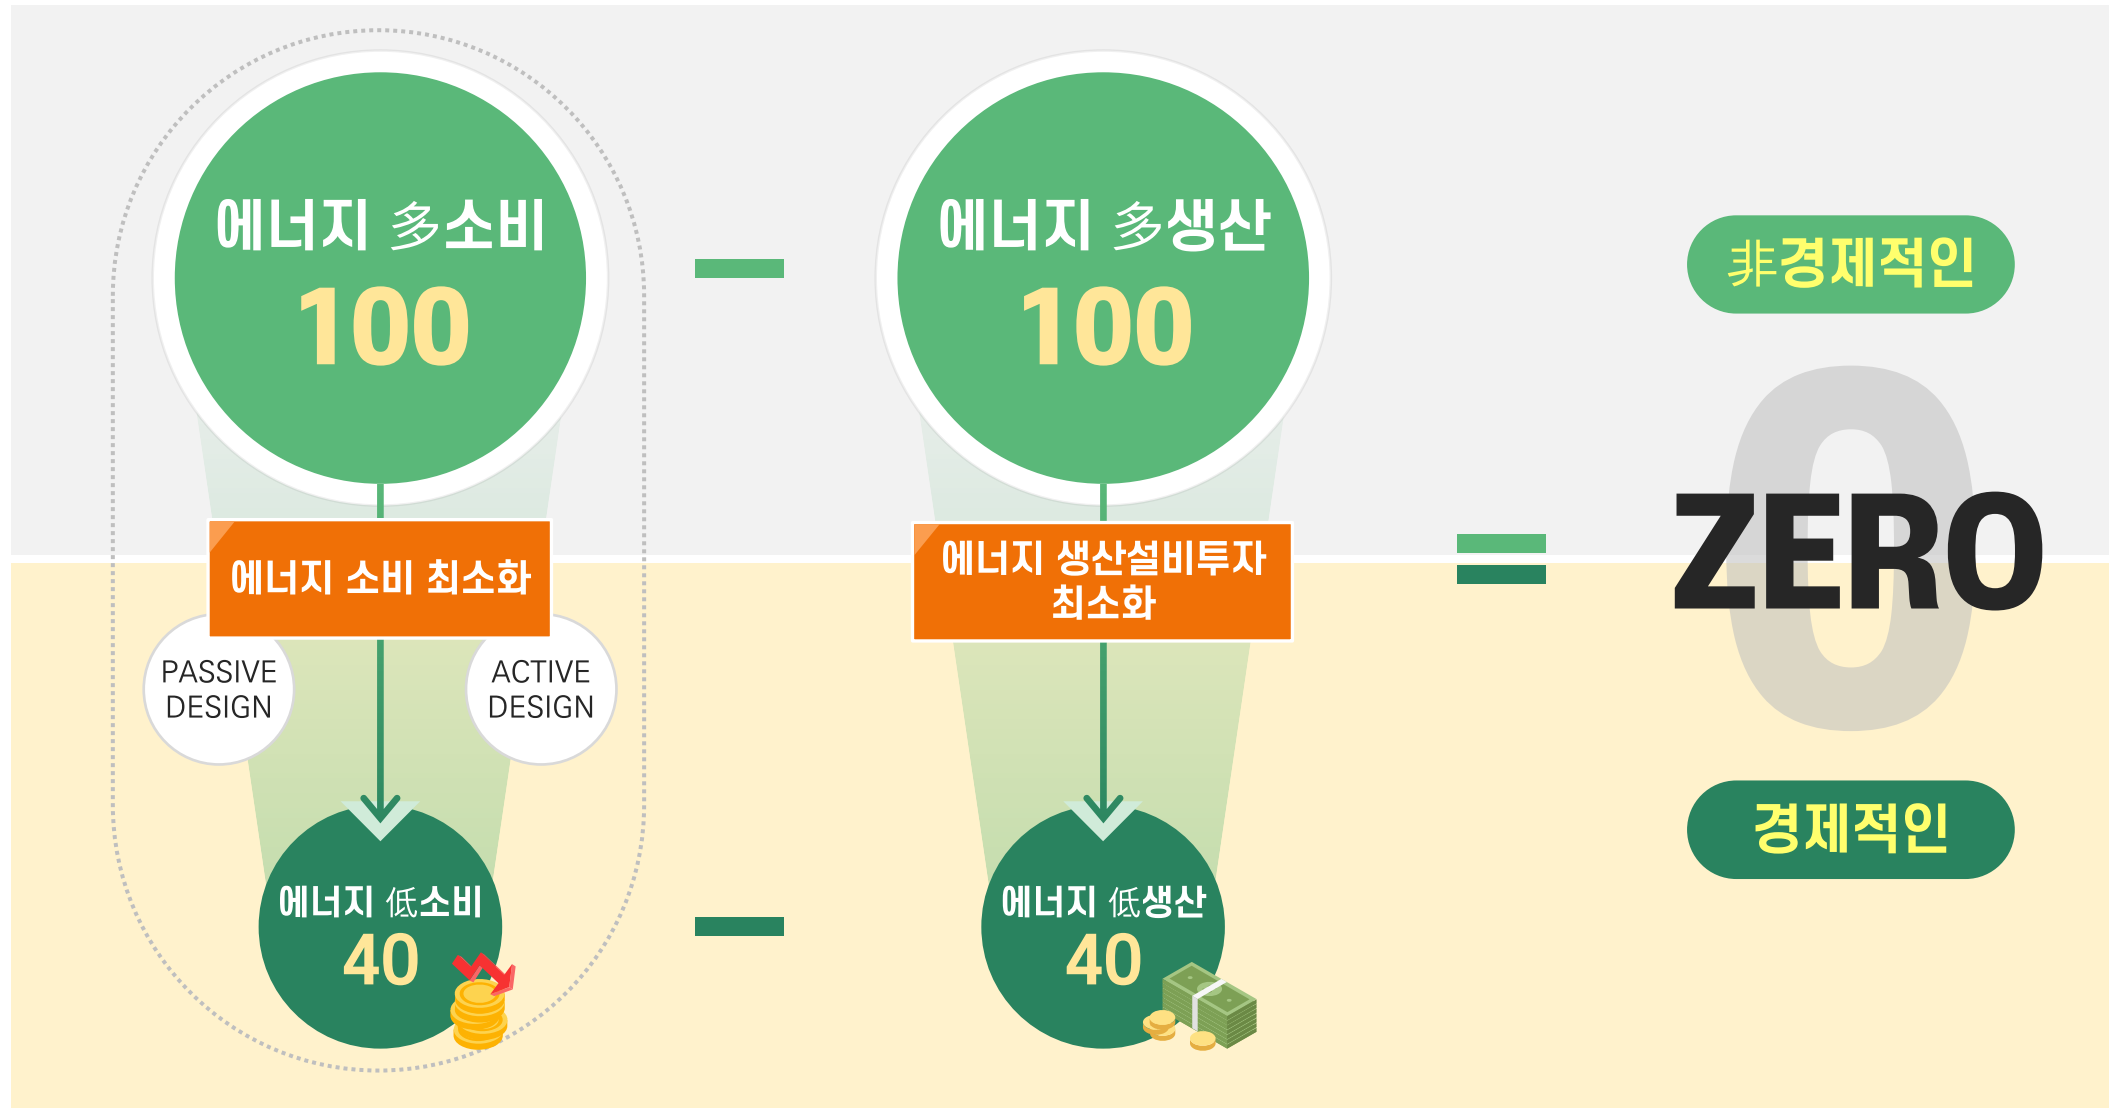 에너지 多소비
100
에너지 多생산
100
非경제적인
에너지 소비 최소화
에너지 생산설비투자
최소화
0
ZERO
PASSIVE
DESIGN
ACTIVE
DESIGN
경제적인
에너지 低소비
40
에너지 低생산
40